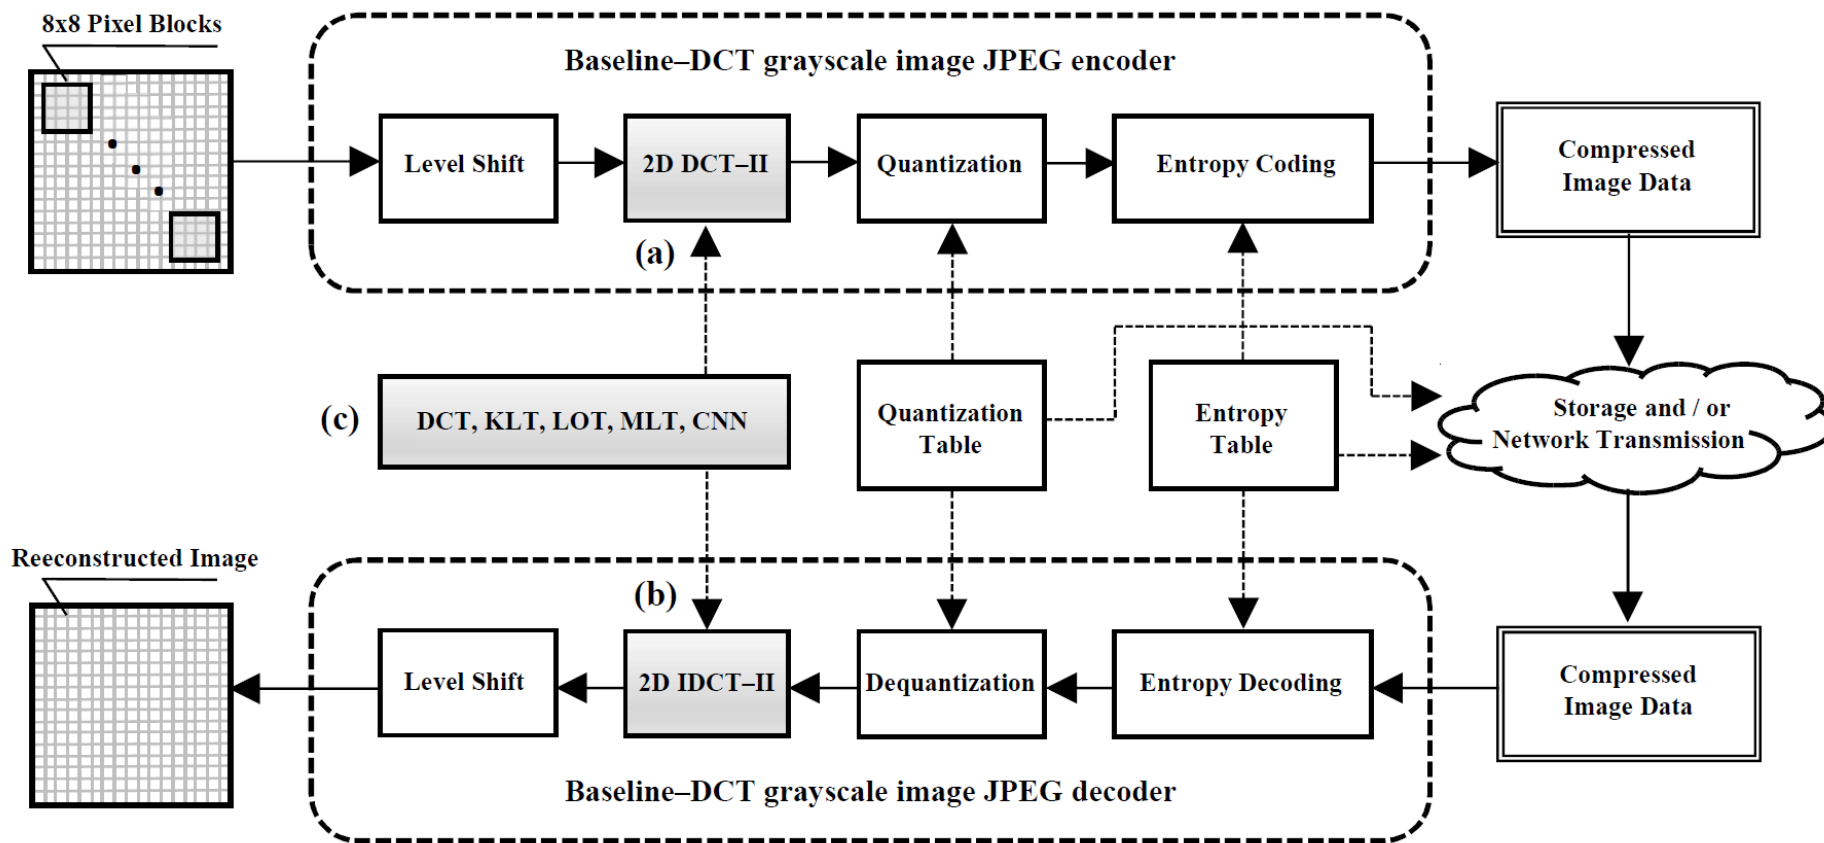 8x8 Pixel Blocks
Baseline–DCT grayscale image JPEG encoder
Level Shift
2D DCT–II
Quantization
Entropy Coding
Compressed
Image Data
(a)
(c)
DCT, KLT, LOT, MLT, CNN
Quantization
Table
Entropy
Table
Storage and / or
Network Transmission
Reeconstructed Image
(b)
Level Shift
2D IDCT–II
Dequantization
Entropy Decoding
Compressed
Image Data
Baseline–DCT grayscale image JPEG decoder